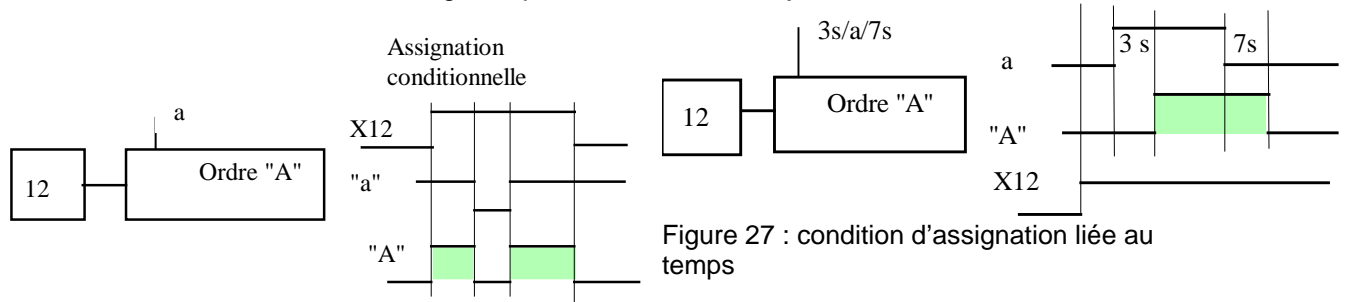 Assignation
conditionnelle
a
12
Ordre "A"
X12
"a"
"A"
3s/a/7s
12
Ordre "A"
a
3 s
7s
"A"
X12
Figure 27 : condition d'assignation liée au
temps